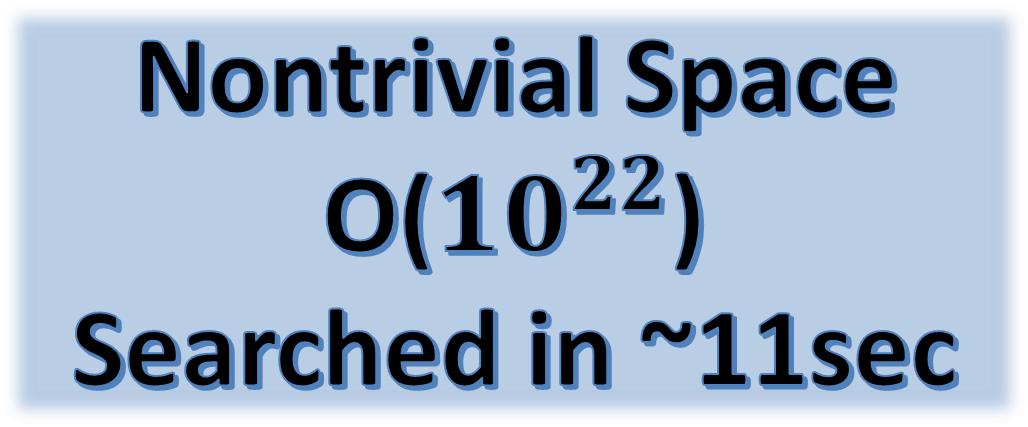 Nontrivial Space
O(10²²)
Searched in ~11sec